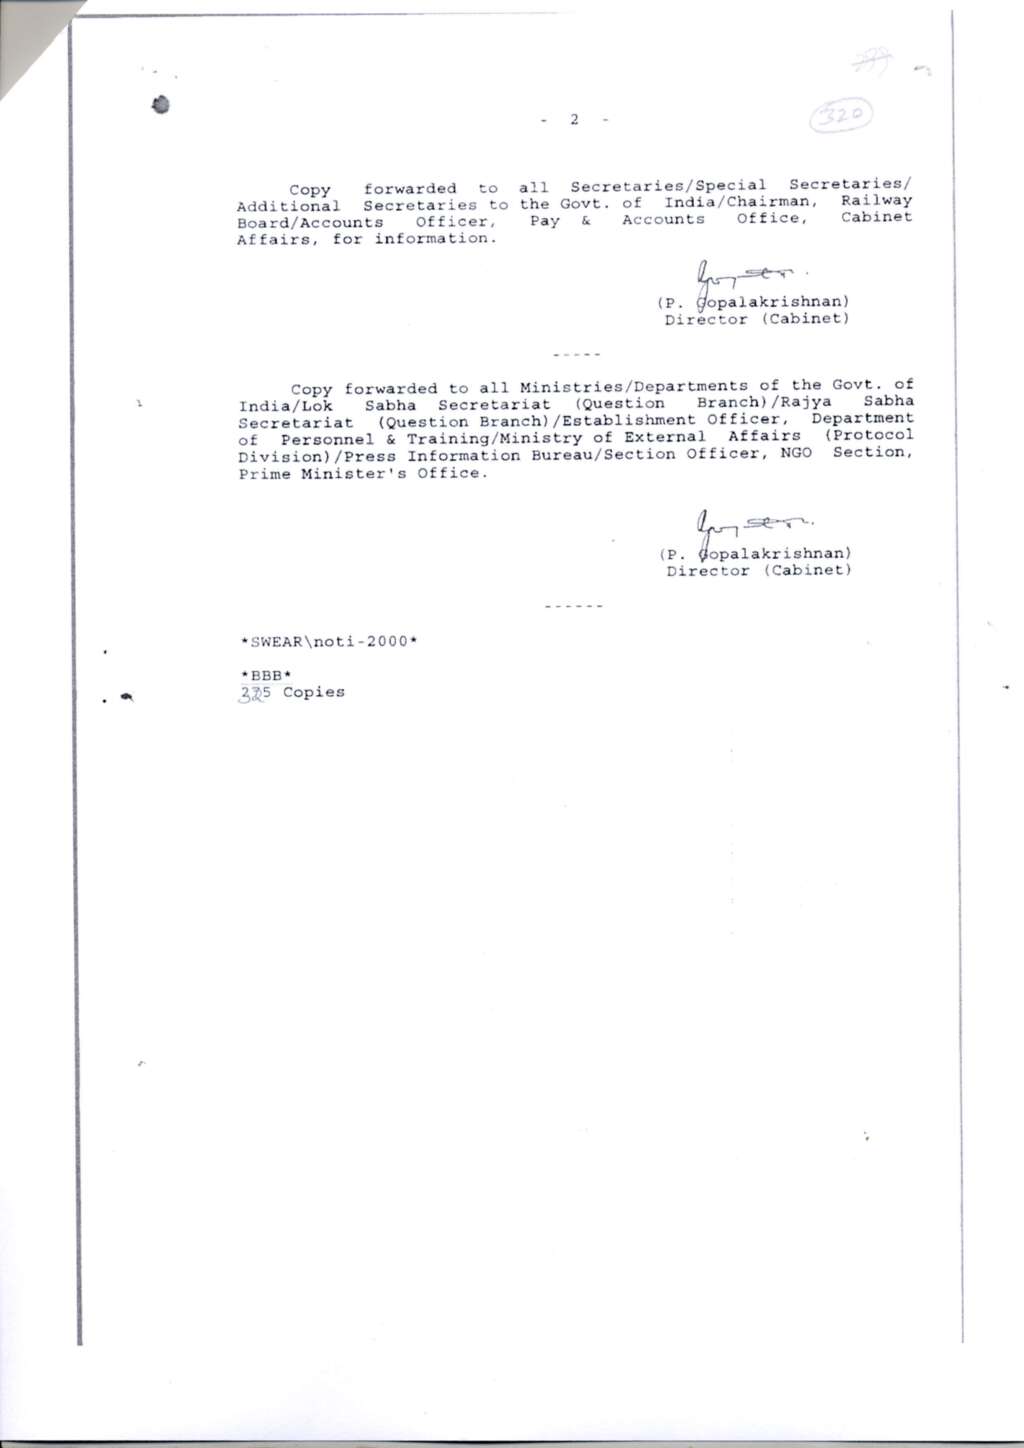 - 2 -
320
Copy forwarded to all Secretaries/Special Secretaries/
Additional Secretaries to the Govt. of India/Chairman, Railway
Board/Accounts Officer, Pay & Accounts Office, Cabinet
Affairs, for information.
(P. Gopalakrishnan)
Director (Cabinet)
-----
Copy forwarded to all Ministries/Departments of the Govt. of
India/Lok Sabha Secretariat (Question Branch)/Rajya Sabha
Secretariat (Question Branch)/Establishment Officer, Department
of Personnel & Training/Ministry of External Affairs (Protocol
Division)/Press Information Bureau/Section Officer, NGO Section,
Prime Minister's Office.
(P. Gopalakrishnan)
Director (Cabinet)
------
*SWEAR\noti-2000*
*BBB*
Copies